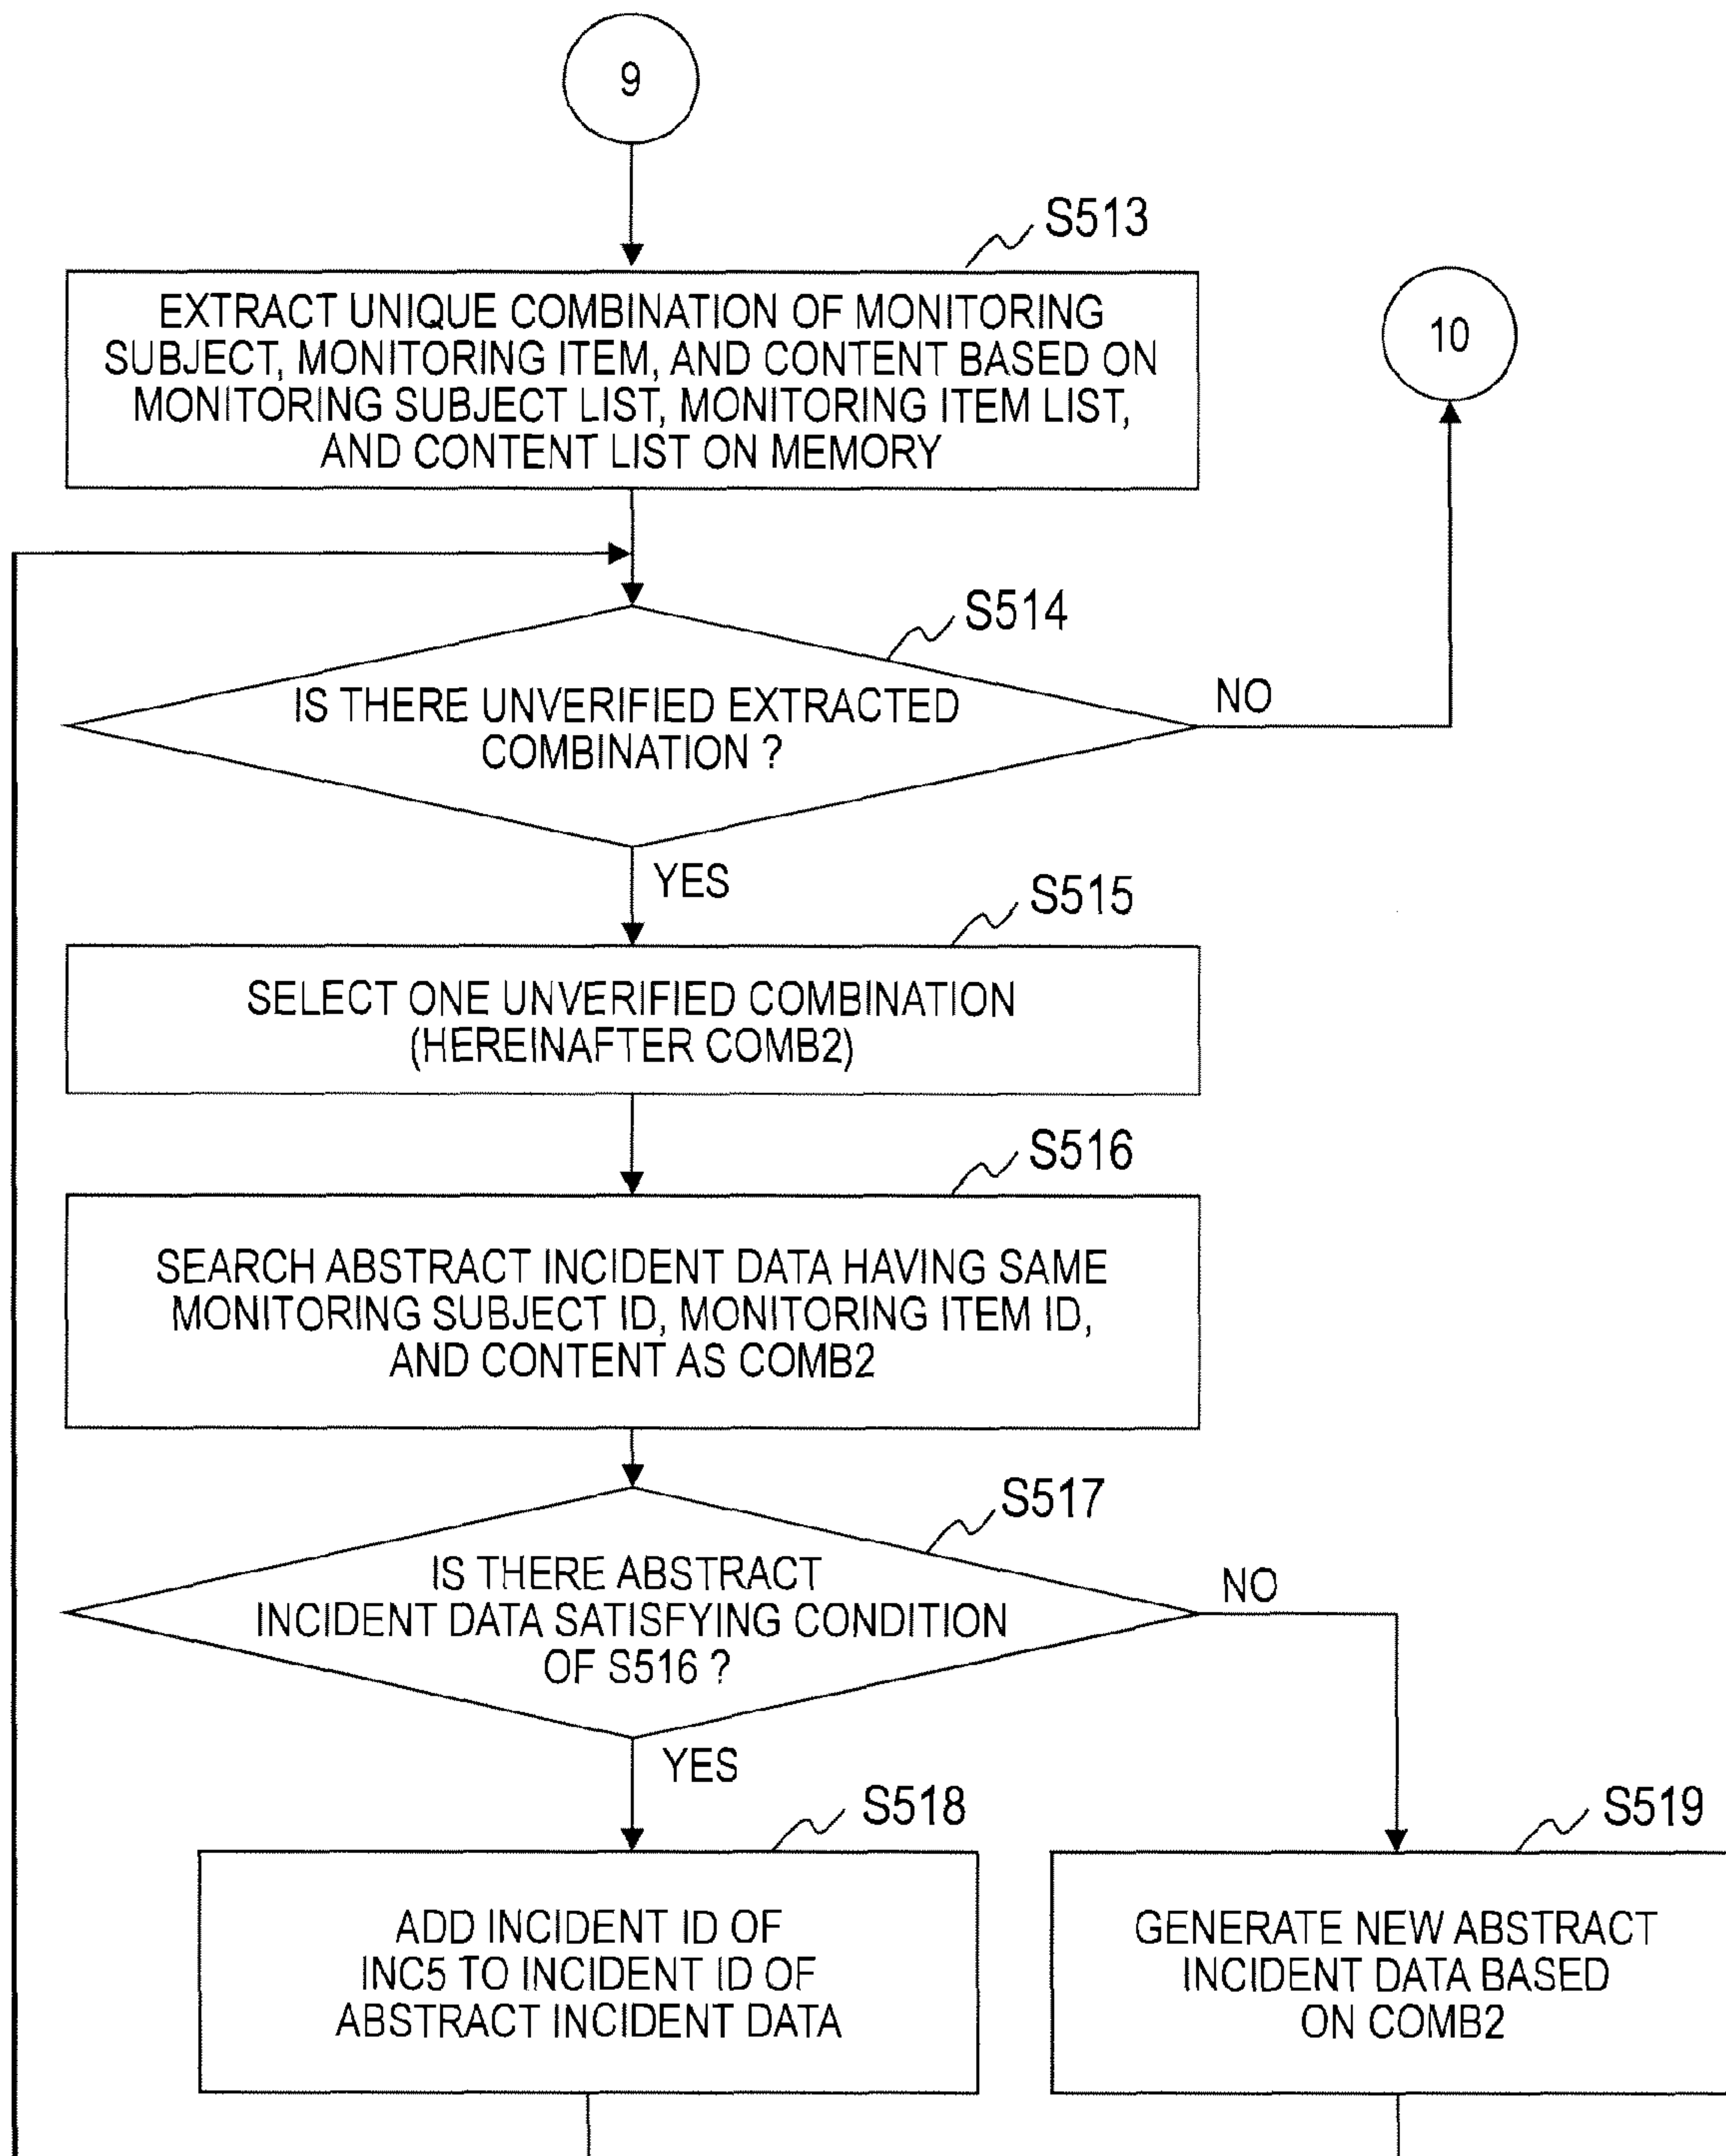 9
S513
EXTRACT UNIQUE COMBINATION OF MONITORING
SUBJECT, MONITORING ITEM, AND CONTENT BASED ON
MONITORING SUBJECT LIST, MONITORING ITEM LIST,
AND CONTENT LIST ON MEMORY
10
S514
IS THERE UNVERIFIED EXTRACTED
COMBINATION ?
NO
YES
S515
SELECT ONE UNVERIFIED COMBINATION
(HEREINAFTER COMB2)
S516
SEARCH ABSTRACT INCIDENT DATA HAVING SAME
MONITORING SUBJECT ID, MONITORING ITEM ID,
AND CONTENT AS COMB2
S517
IS THERE ABSTRACT
INCIDENT DATA SATISFYING CONDITION
OF S516 ?
NO
YES
S518
ADD INCIDENT ID OF
INC5 TO INCIDENT ID OF
ABSTRACT INCIDENT DATA
S519
GENERATE NEW ABSTRACT
INCIDENT DATA BASED
ON COMB2